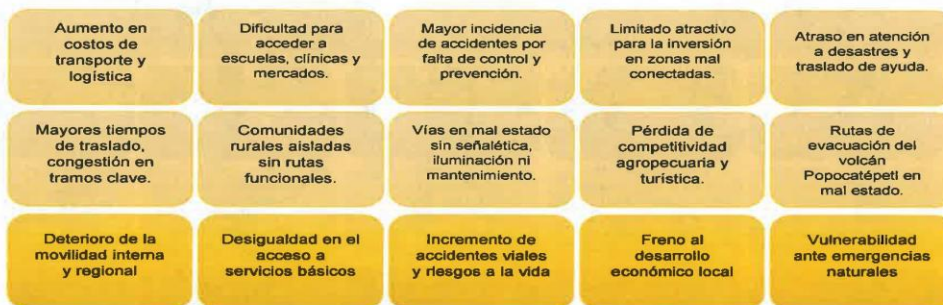 Aumento en
costos de
transporte y
logística
Dificultad para
acceder a
escuelas, clínicas y
mercados.
Mayor incidencia
de accidentes por
falta de control y
prevención.
Limitado atractivo
para la inversión
en zonas mal
conectadas.
Atraso en atención
a desastres y
traslado de ayuda.
Mayores tiempos
de traslado,
congestión en
tramos clave.
Comunidades
rurales aisladas
sin rutas
funcionales.
Vías en mal estado
sin señalética,
iluminación ni
mantenimiento.
Pérdida de
competitividad
agropecuaria y
turística.
Rutas de
evacuación del
volcán
Popocatépetl en
mal estado.
Deterioro de la
movilidad interna
y regional
Desigualdad en el
acceso a
servicios básicos
Incremento de
accidentes viales
y riesgos a la vida
Freno al
desarrollo
económico local
Vulnerabilidad
ante emergencias
naturales